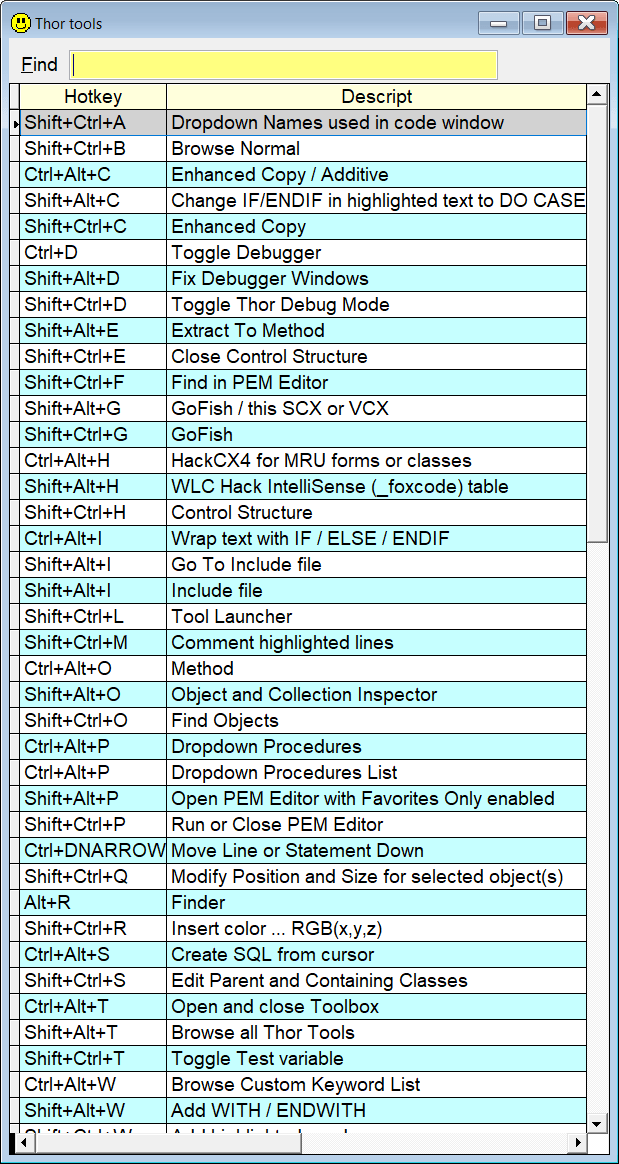 Thor tools
Find
Hotkey Descript
Shift+Ctrl+A Dropdown Names used in code window
Shift+Ctrl+B Browse Normal
Ctrl+Alt+C Enhanced Copy / Additive
Shift+Alt+C Change IF/ENDIF in highlighted text to DO CASE
Shift+Ctrl+C Enhanced Copy
Ctrl+D Toggle Debugger
Shift+Alt+D Fix Debugger Windows
Shift+Ctrl+D Toggle Thor Debug Mode
Shift+Alt+E Extract To Method
Shift+Ctrl+E Close Control Structure
Shift+Ctrl+F Find in PEM Editor
Shift+Alt+G GoFish / this SCX or VCX
Shift+Ctrl+G GoFish
Ctrl+Alt+H HackCX4 for MRU forms or classes
Shift+Alt+H WLC Hack IntelliSense (_foxcode) table
Shift+Ctrl+H Control Structure
Ctrl+Alt+I Wrap text with IF / ELSE / ENDIF
Shift+Alt+I Go To Include file
Shift+Alt+I Include file
Shift+Ctrl+L Tool Launcher
Shift+Ctrl+M Comment highlighted lines
Ctrl+Alt+O Method
Shift+Alt+O Object and Collection Inspector
Shift+Ctrl+O Find Objects
Ctrl+Alt+P Dropdown Procedures
Ctrl+Alt+P Dropdown Procedures List
Shift+Alt+P Open PEM Editor with Favorites Only enabled
Shift+Ctrl+P Run or Close PEM Editor
Ctrl+DNARROW Move Line or Statement Down
Shift+Ctrl+Q Modify Position and Size for selected object(s)
Alt+R Finder
Shift+Ctrl+R Insert color ... RGB(x,y,z)
Ctrl+Alt+S Create SQL from cursor
Shift+Ctrl+S Edit Parent and Containing Classes
Ctrl+Alt+T Open and close Toolbox
Shift+Alt+T Browse all Thor Tools
Shift+Ctrl+T Toggle Test variable
Ctrl+Alt+W Browse Custom Keyword List
Shift+Alt+W Add WITH / ENDWITH